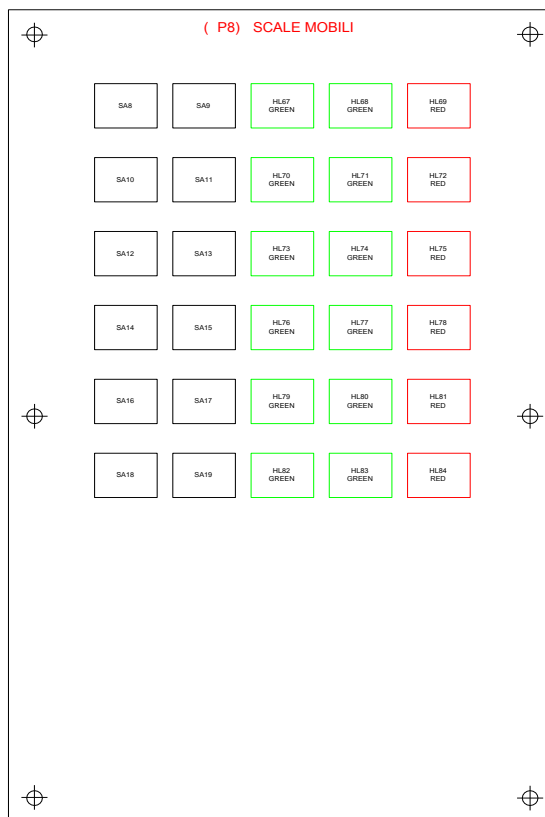 ( P8) SCALE MOBILI
SA8
SA9
HL67
GREEN
HL68
GREEN
HL69
RED
SA10
SA11
HL70
GREEN
HL71
GREEN
HL72
RED
SA12
SA13
HL73
GREEN
HL74
GREEN
HL75
RED
SA14
SA15
HL76
GREEN
HL77
GREEN
HL78
RED
SA16
SA17
HL79
GREEN
HL80
GREEN
HL81
RED
SA18
SA19
HL82
GREEN
HL83
GREEN
HL84
RED